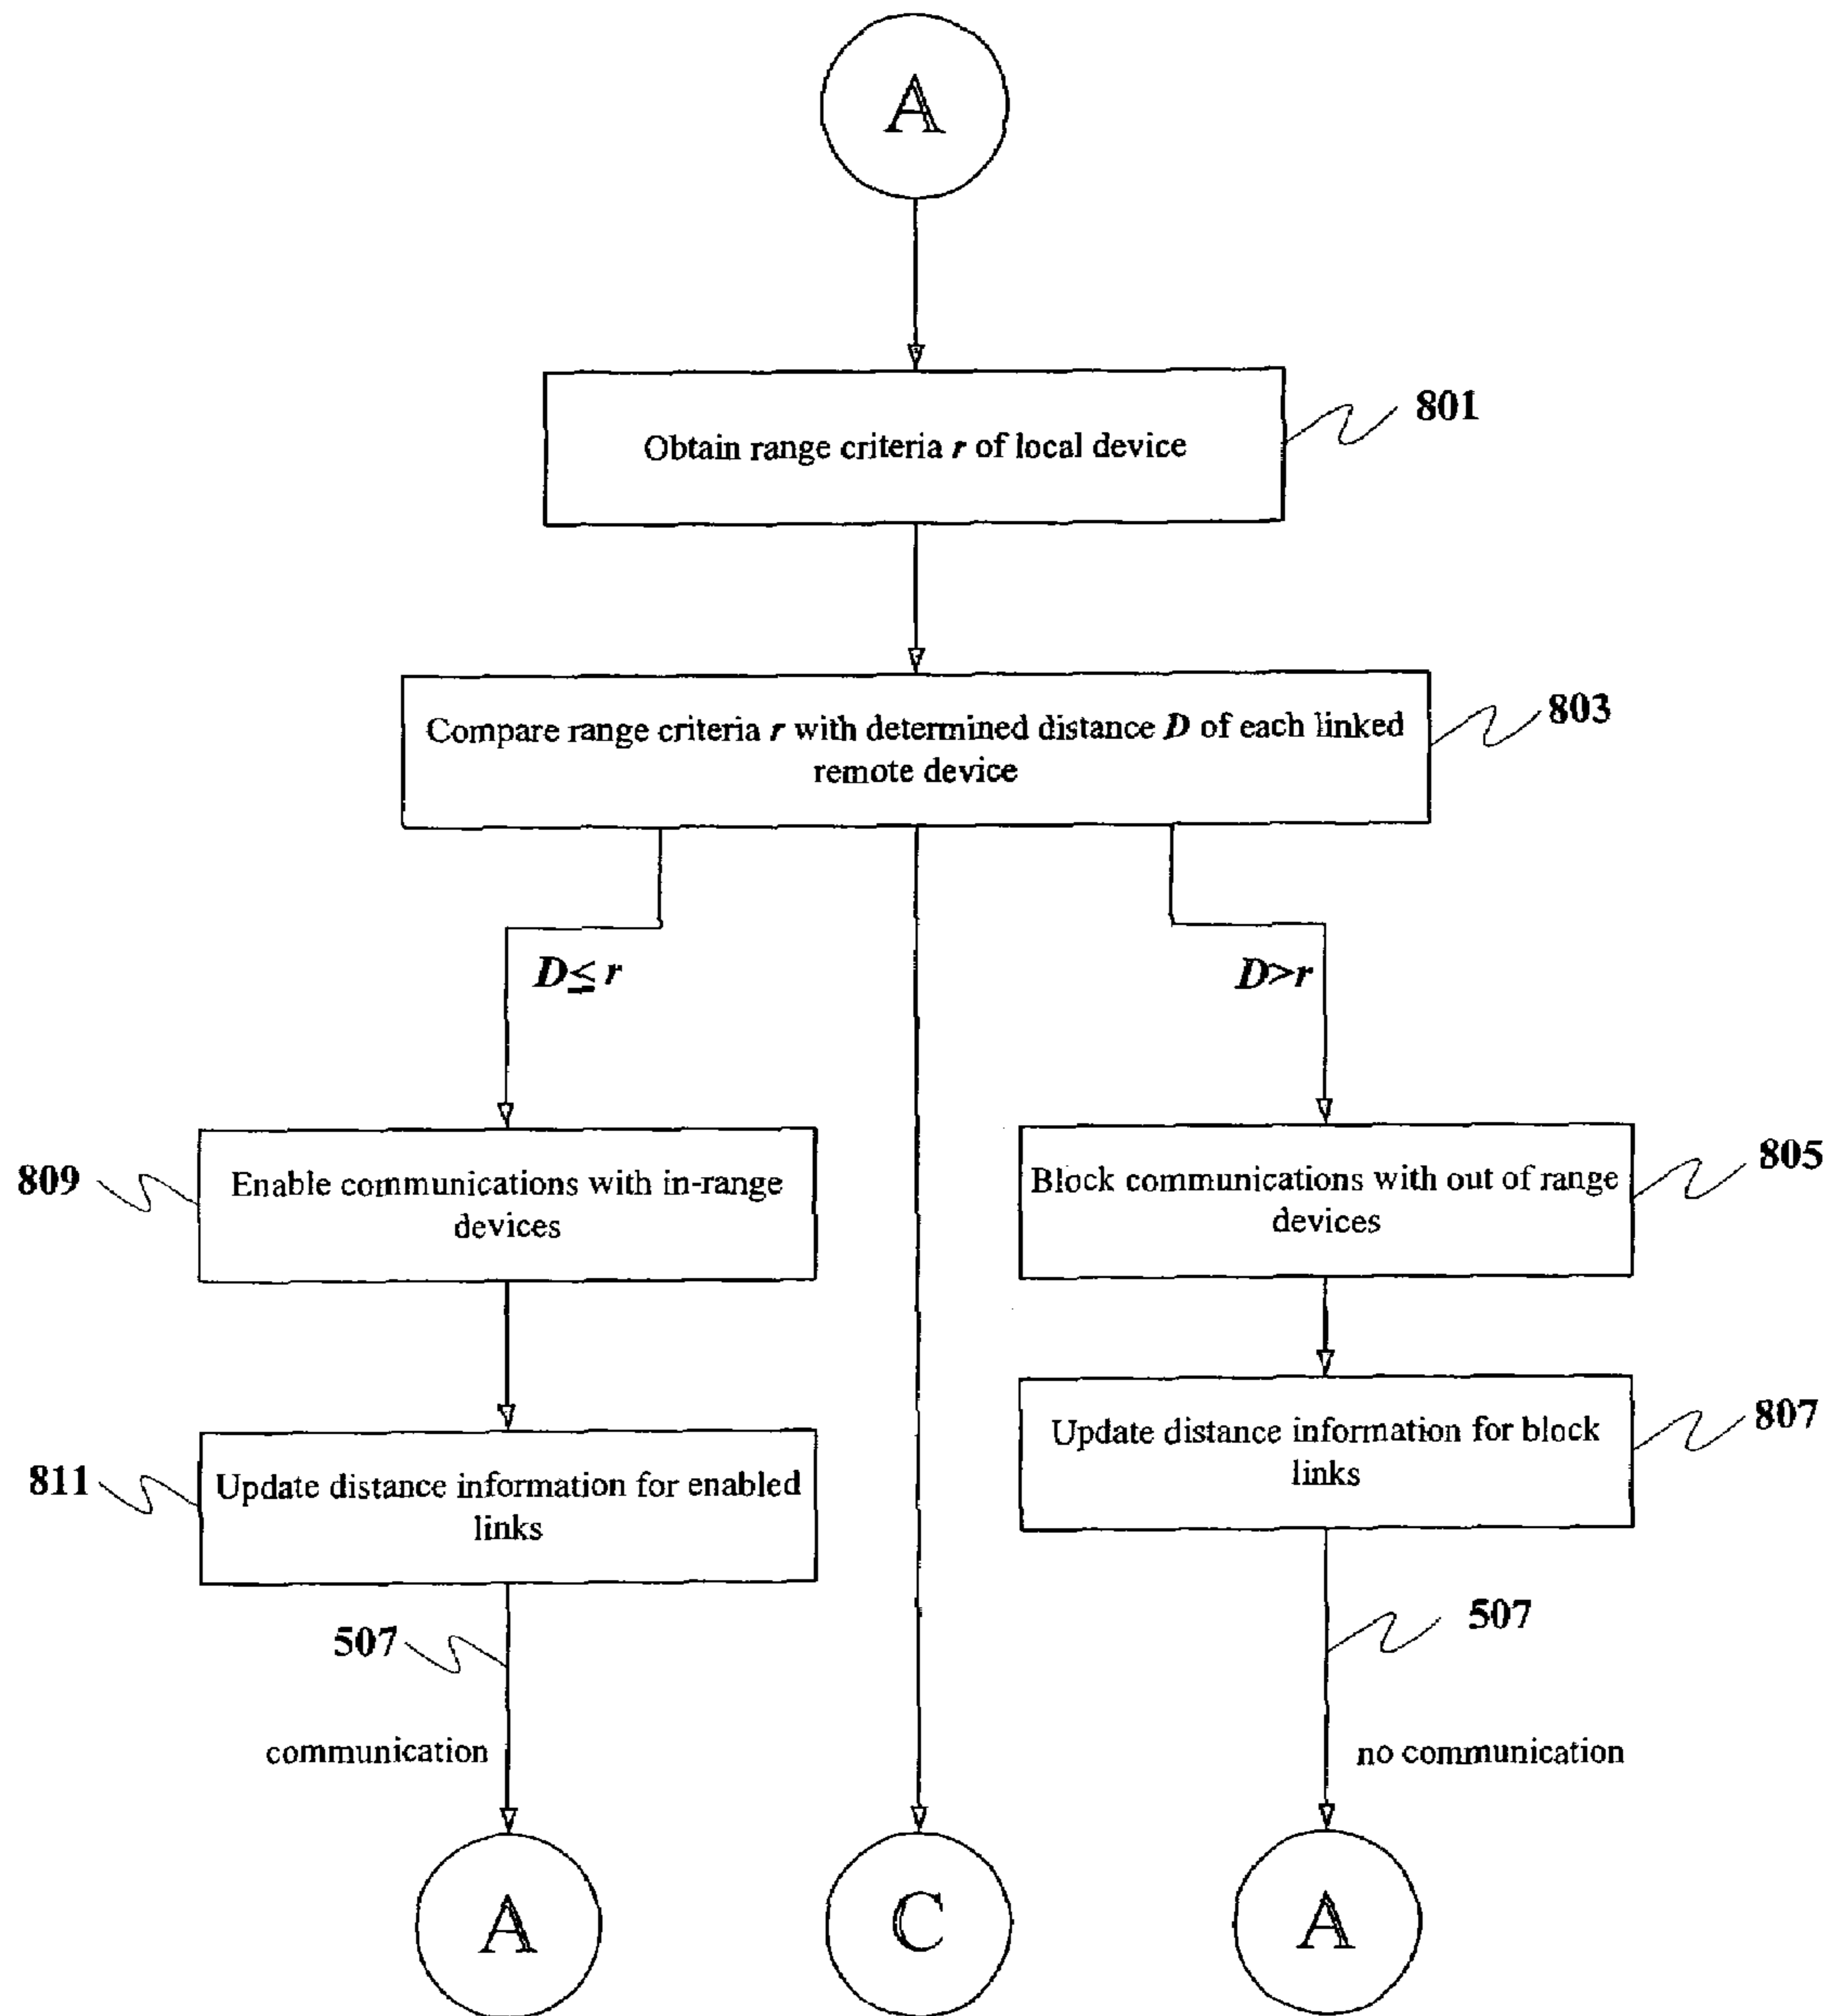 A
Obtain range criteria r of local device
801
Compare range criteria r with determined distance D of each linked
remote device
803
D≤ r
D>r
809
Enable communications with in-range
devices
Block communications with out of range
devices
805
811
Update distance information for enabled
links
Update distance information for block
links
807
507
507
communication
no communication
A
C
A